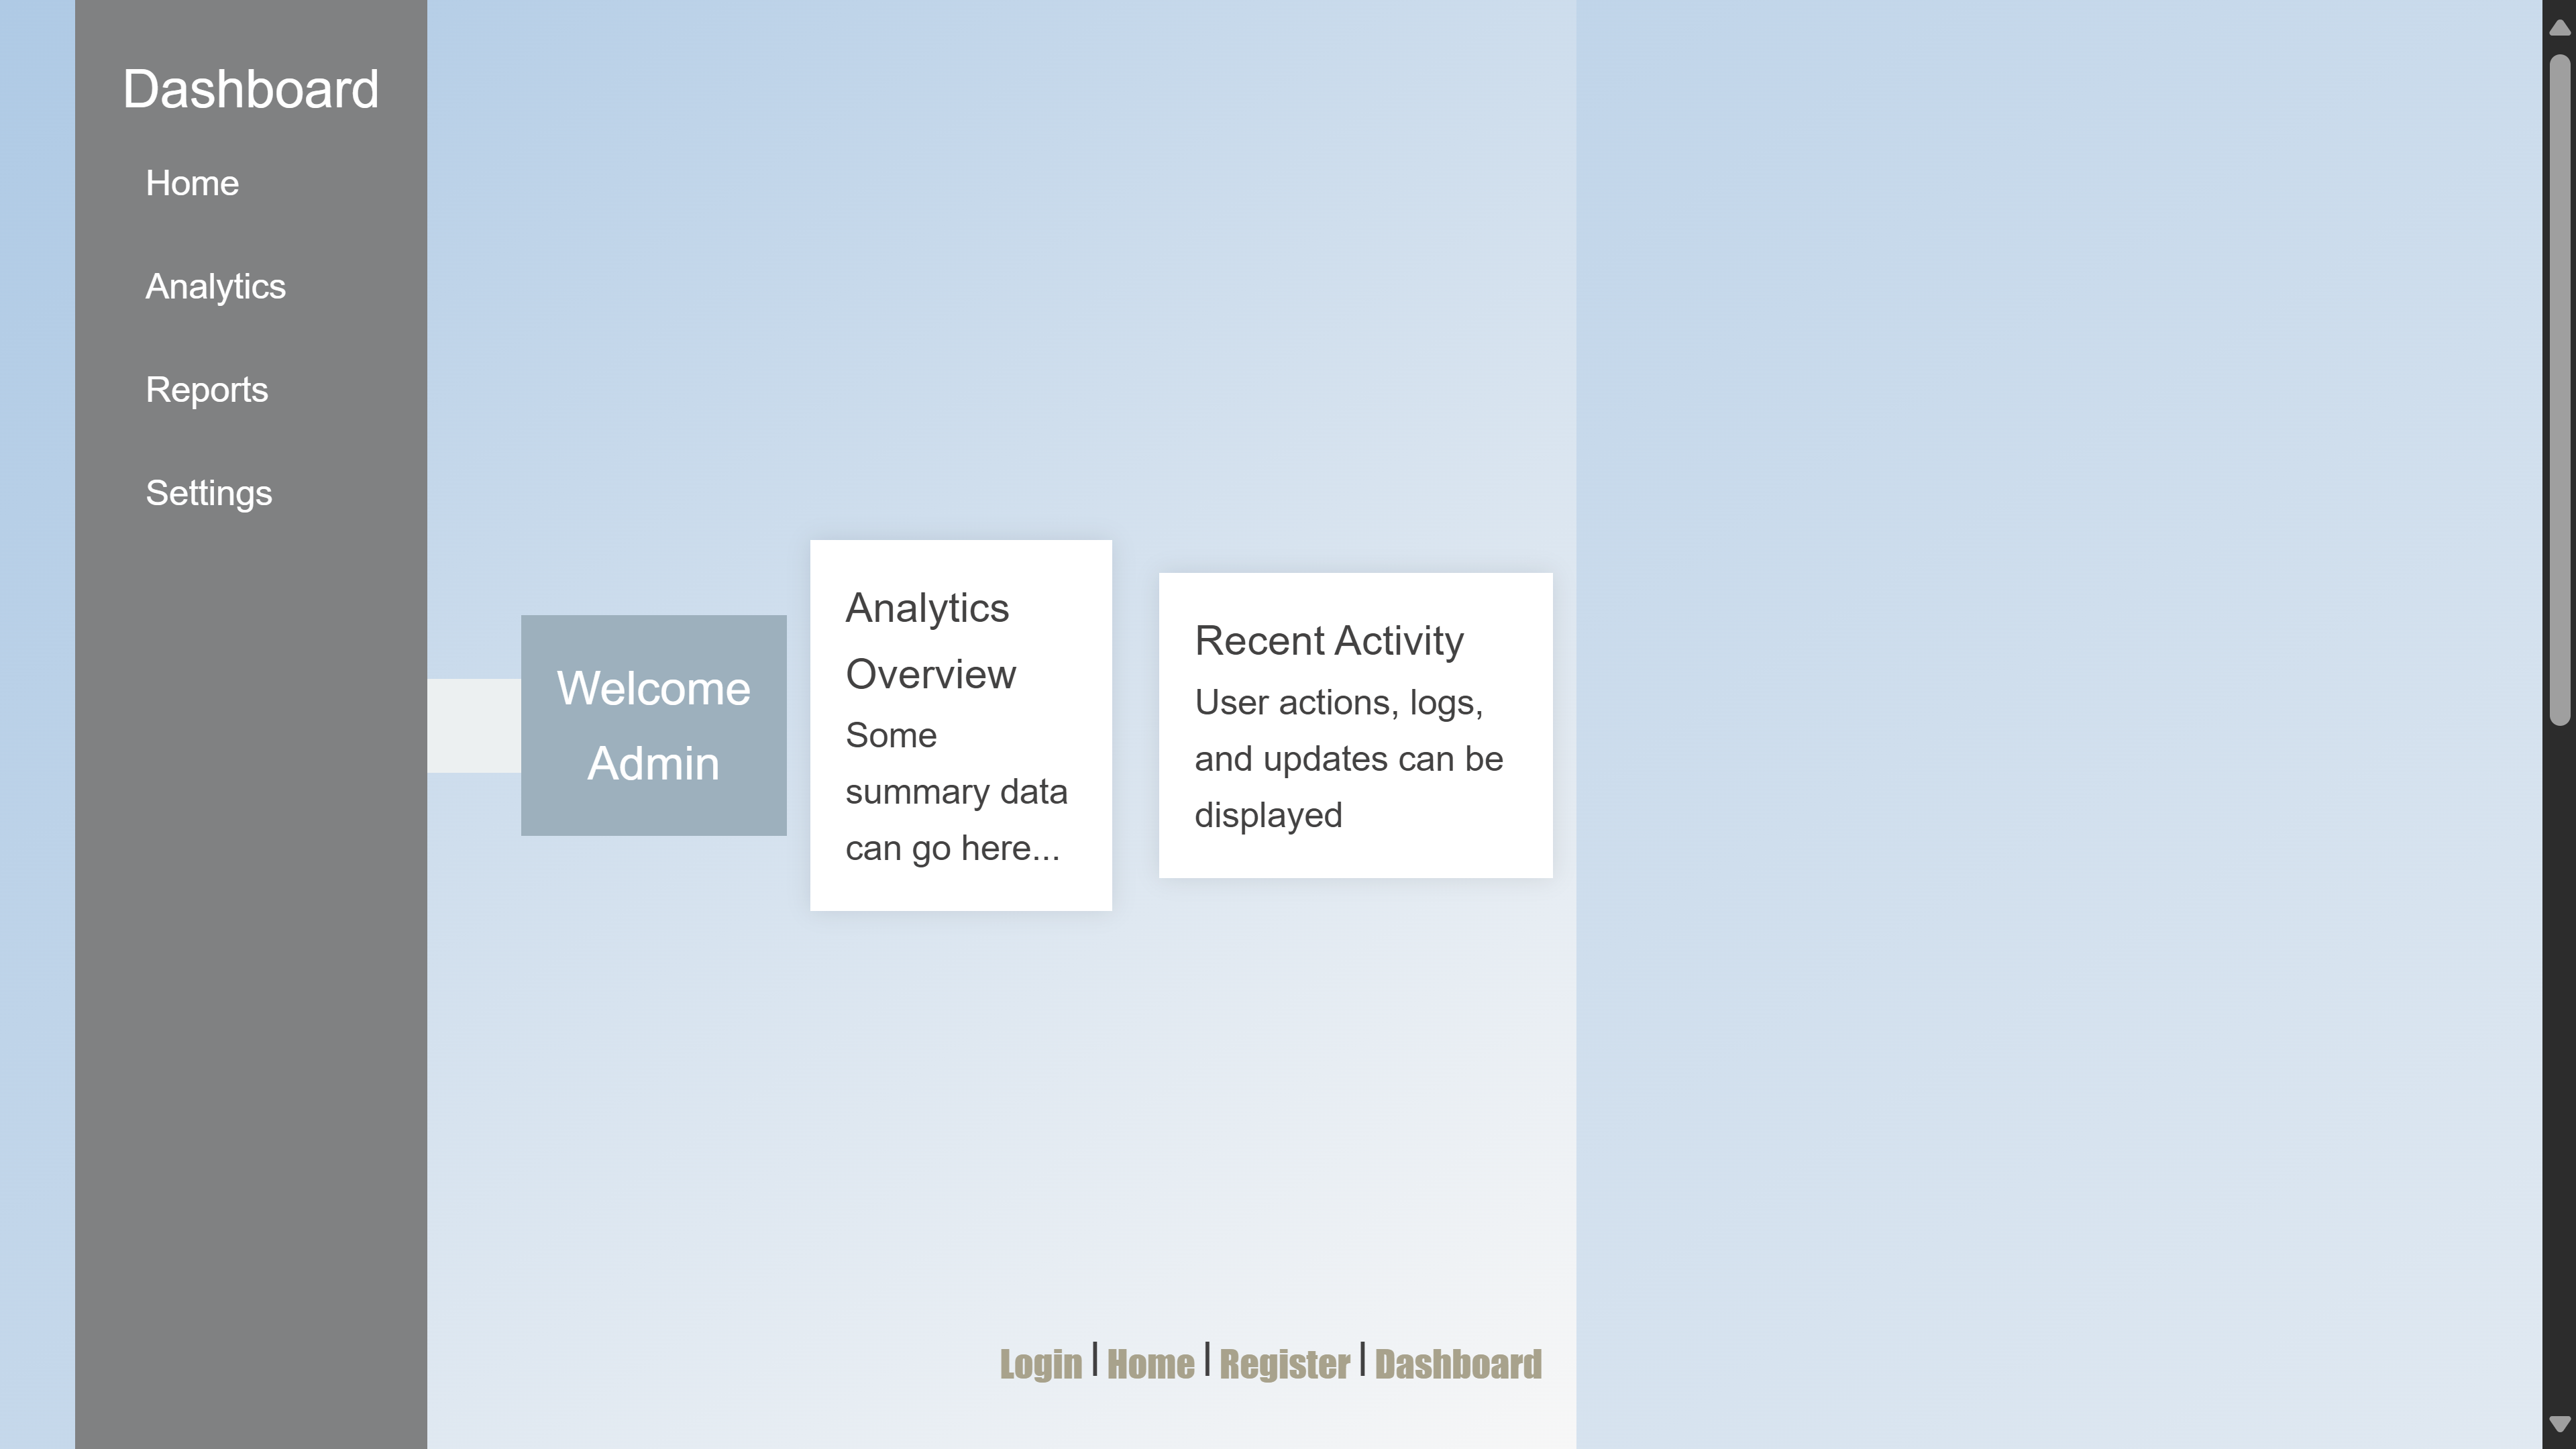 Dashboard
Home
Analytics
Reports
Settings
Welcome
Admin
Analytics
Overview
Some
summary data
can go here...
Recent Activity
User actions, logs,
and updates can be
displayed
Login | Home | Register | Dashboard